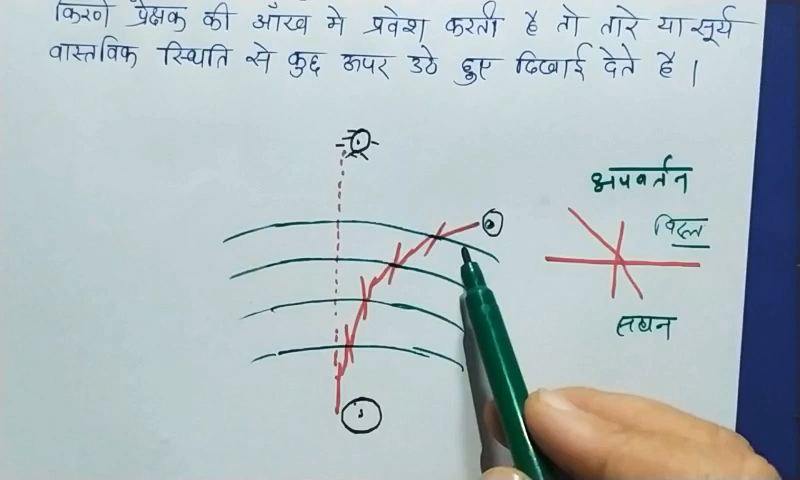 किरणे प्रेक्षक की आँख मे प्रवेश करती है तो तारे या सूर्य
वास्तविक स्थिति से कुछ ऊपर उठे हुए दिखाई देते है।
अपवर्तन
विरल
सघन